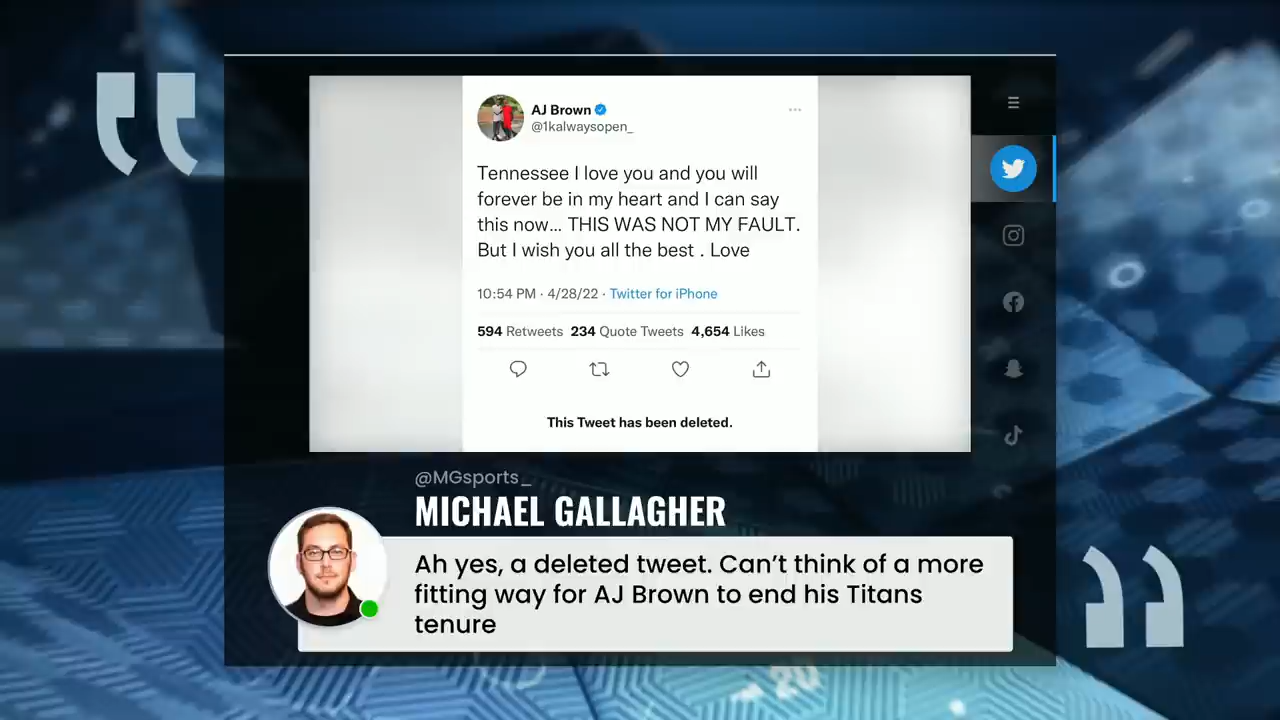 AJ Brown
@1kalwaysopen_
Tennessee I love you and you will
forever be in my heart and I can say
this now... THIS WAS NOT MY FAULT.
But I wish you all the best . Love
10:54 PM · 4/28/22 · Twitter for iPhone
594 Retweets 234 Quote Tweets 4,654 Likes
This Tweet has been deleted.
@MGsports_
MICHAEL GALLAGHER
Ah yes, a deleted tweet. Can’t think of a more
fitting way for AJ Brown to end his Titans
tenure
20